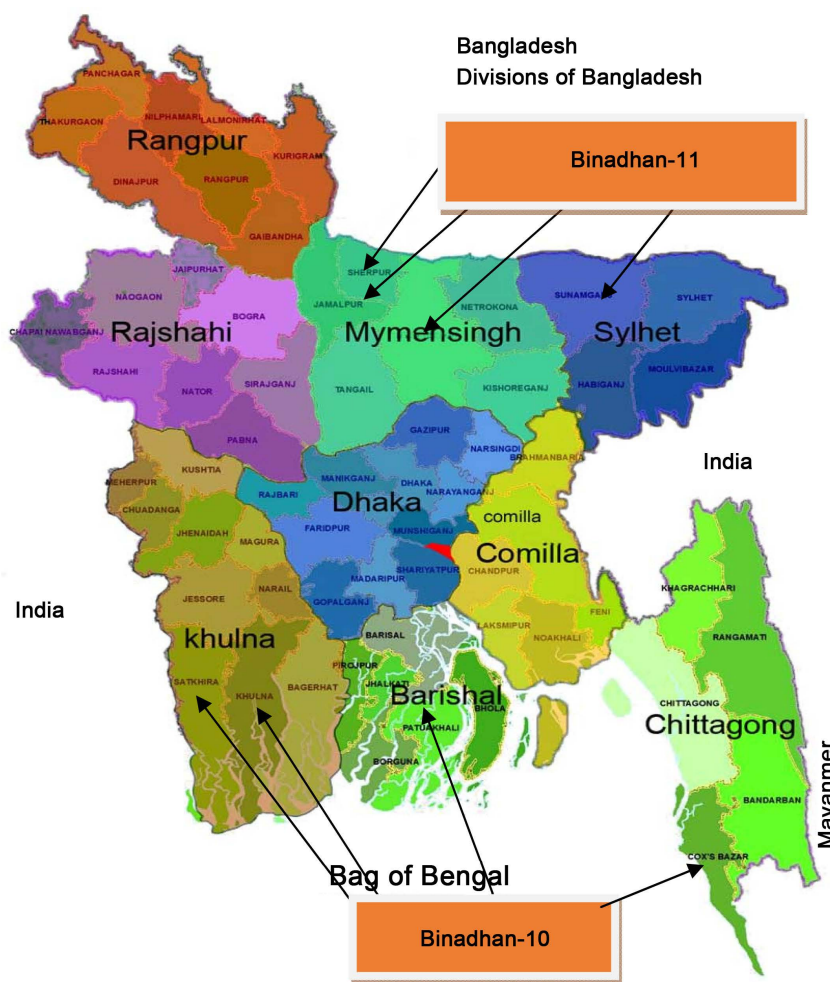 Bangladesh
Divisions of Bangladesh
Binadhan-11
PANCHAGAR
THAKURGAON
NILPHAMARI
LALMONIRHAT
Rangpur
KURIGRAM
DINAJPUR
RANGPUR
GAIBANDHA
JAIPURHAT
SHERPUR
NAOGAON
JAMALPUR
BOGRA
NETROKONA
SUNAMGANJ
SYLHET
CHAPAI NAWABGANJ
Rajshahi
Mymensingh
Sylhet
RAJSHAHI
NATOR
SIRAJGANJ
TANGAIL
KISHOREGANJ
HABIGANJ
MOULVIBAZAR
PABNA
GAZIPUR
NARSINGDI
BRAHMANBARIA
India
KUSHTIA
MEHERPUR
MANIKGANJ
DHAKA
RAJBARI
NARAYANGANJ
Dhaka
CHUADANGA
JHENAIDAH
MAGURA
FARIDPUR
MUNSHIGANJ
comilla
Comilla
CHANDPUR
SHARIYATPUR
MADARIPUR
KHAGRACHHARI
India
JESSORE
NARAIL
GOPALGANJ
LAKSMIPUR
NOAKHALI
FENI
RANGAMATI
khulna
BARISAL
PIROJPUR
SATKHIRA
KHULNA
BAGERHAT
JHALKATI
Barishal
BHOLA
PATUAKHALI
BORGUNA
CHITTAGONG
Chittagong
BANDARBAN
Mayanmer
COX'S BAZAR
Bag of Bengal
Binadhan-10